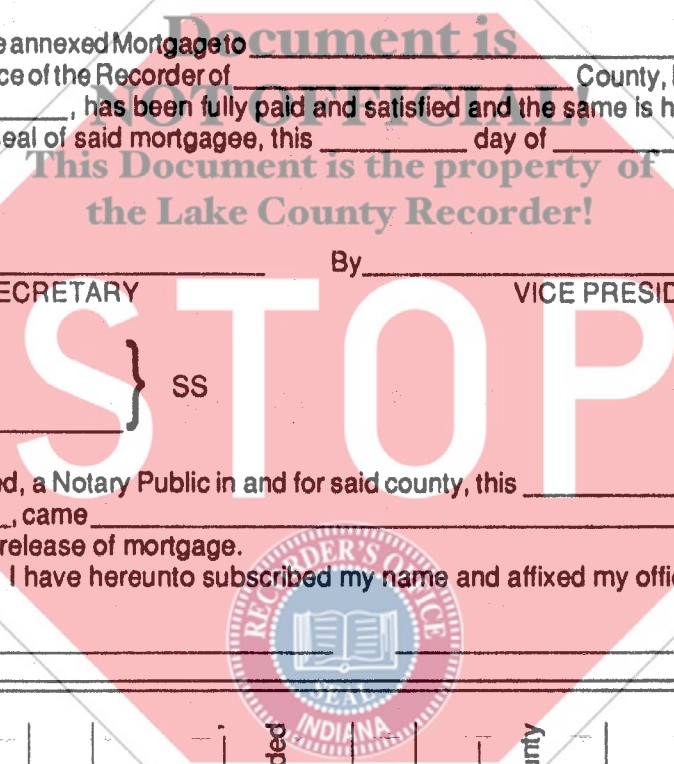 Document is
e annexed Mortgage to
ce of the Recorder of County,
NOT OFFICIAL!
, has been fully paid and satisfied and the same is h
eal of said mortgagee, this day of
This Document is the property of
the Lake County Recorder!
By
ECRETARY VICE PRESID
STOP
} SS
ed, a Notary Public in and for said county, this
, came
release of mortgage.
I have hereunto subscribed my name and affixed my offi
RECORDER'S OFFICE
SEAL
INDIANA
ded
nty